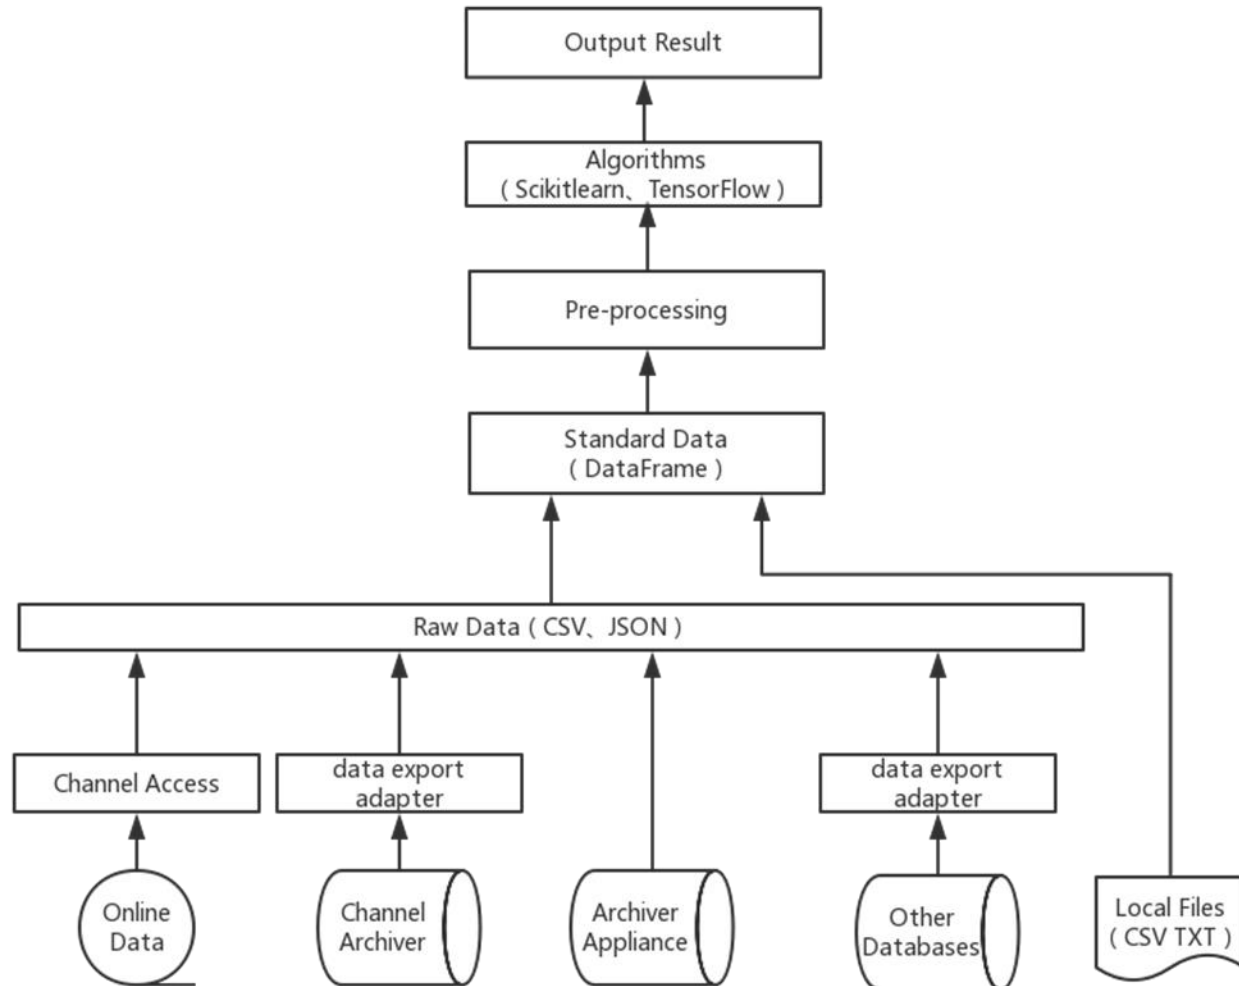 Output Result
Algorithms
( Scikitlearn、TensorFlow )
Pre-processing
Standard Data
( DataFrame )
Raw Data ( CSV、JSON )
Channel Access
data export
adapter
data export
adapter
Online
Data
Channel
Archiver
Archiver
Appliance
Other
Databases
Local Files
( CSV TXT )